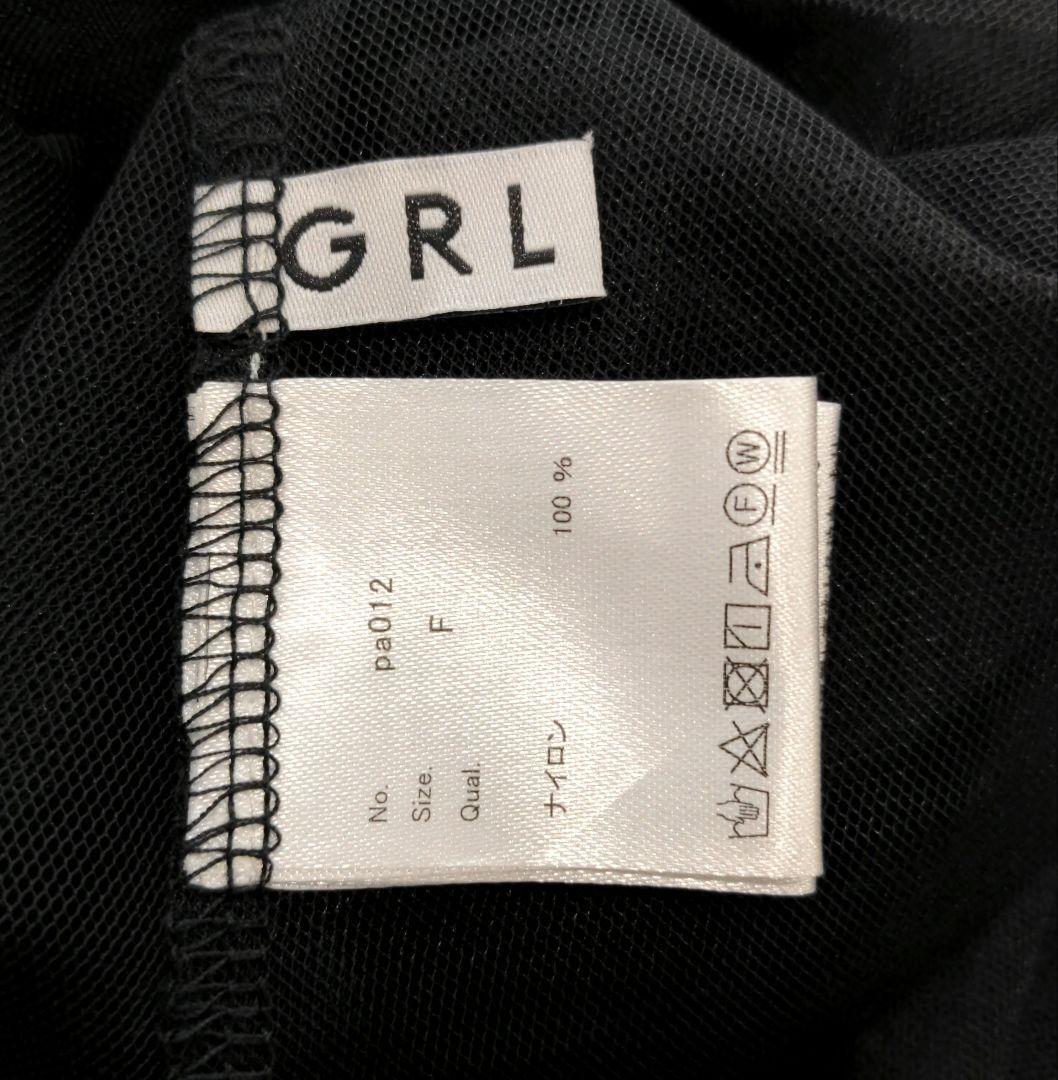 GRL
No. pa012
Size. F
Qual.
ナイロン 100 %
F W